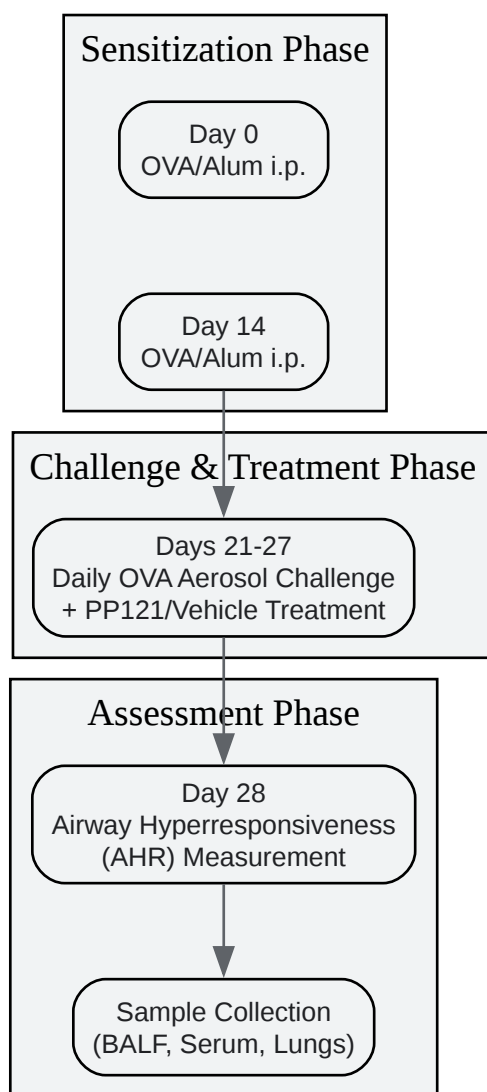 Sensitization Phase
Day 0
OVA/Alum i.p.
Day 14
OVA/Alum i.p.
Challenge & Treatment Phase
Days 21-27
Daily OVA Aerosol Challenge
+ PP121/Vehicle Treatment
Assessment Phase
Day 28
Airway Hyperresponsiveness
(AHR) Measurement
Sample Collection
(BALF, Serum, Lungs)